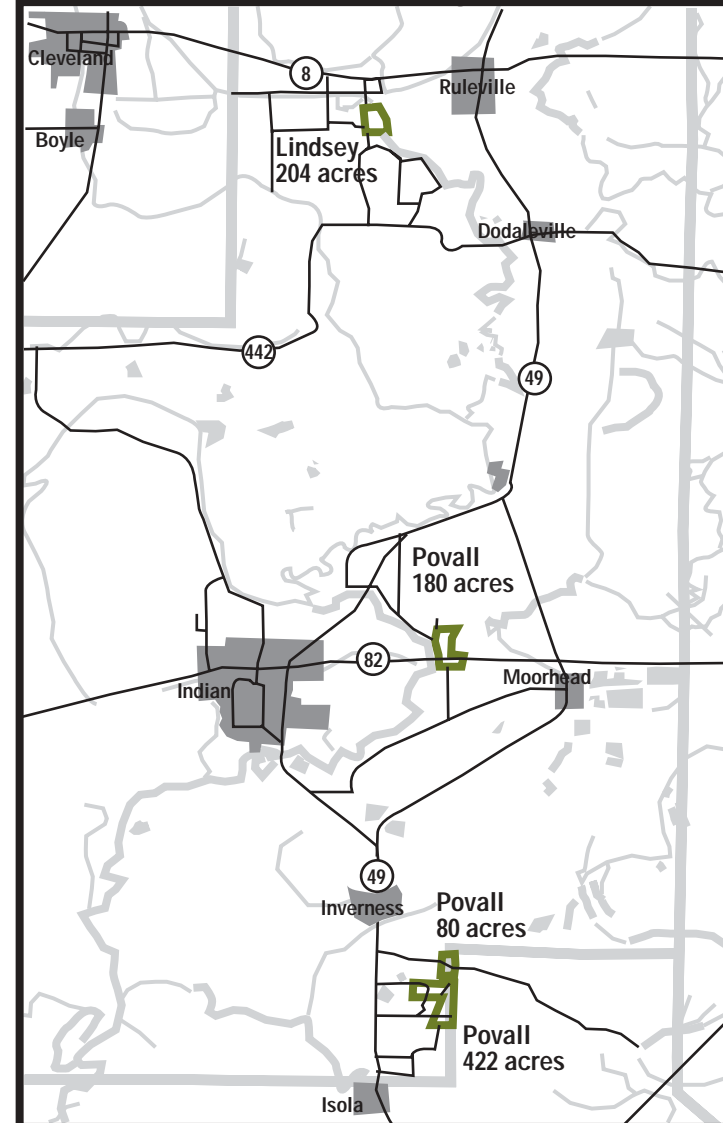 Cleveland
8
Ruleville
Boyle
Lindsey
204 acres
Dodaleville
442
49
Povall
180 acres
82
Moorhead
Indian
49
Inverness
Povall
80 acres
Povall
422 acres
Isola